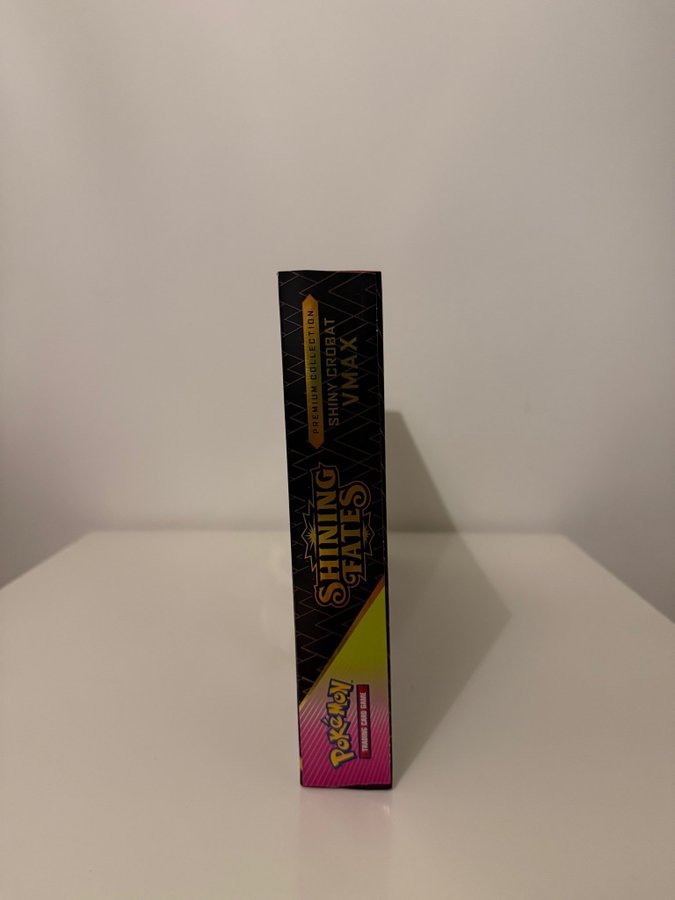 PREMIUM COLLECTION
SHINY CROBAT
VMAX
SHINING
FATES
POKéMON
TRADING CARD GAME